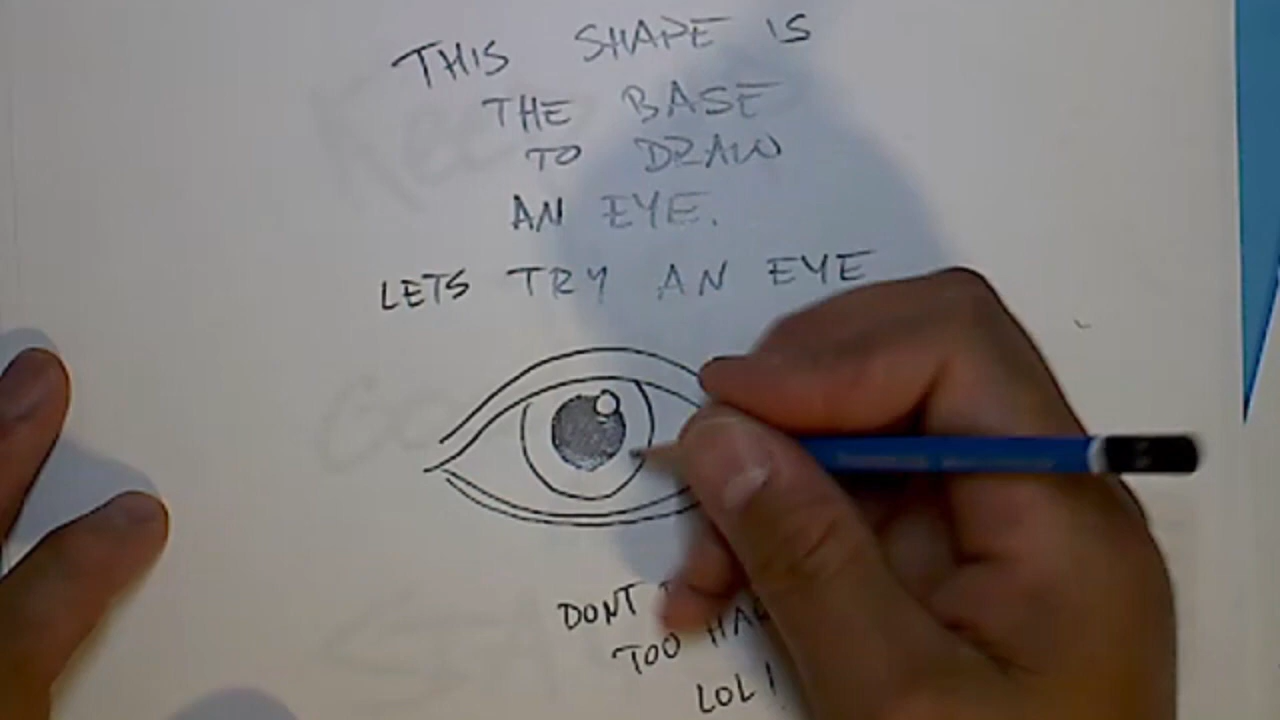 THIS SHAPE IS
THE BASE
TO DRAW
AN EYE.
LETS TRY AN EYE
DONT
TOO
LOL!